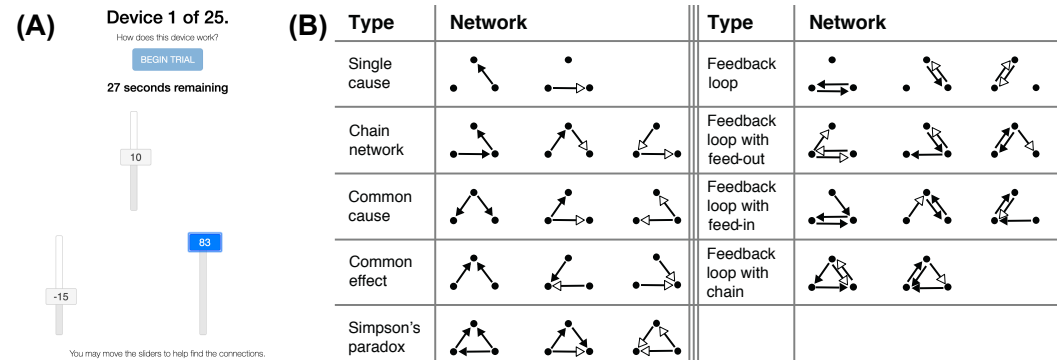 (A)
Device 1 of 25.
How does this device work?
BEGIN TRIAL
27 seconds remaining
10
83
-15
You may move the sliders to help find the connections.
(B)
Type Network Type Network
Single
cause
Feedback
loop
Chain
network
Feedback
loop with
feed-out
Common
cause
Feedback
loop with
feed-in
Common
effect
Feedback
loop with
chain
Simpson's
paradox